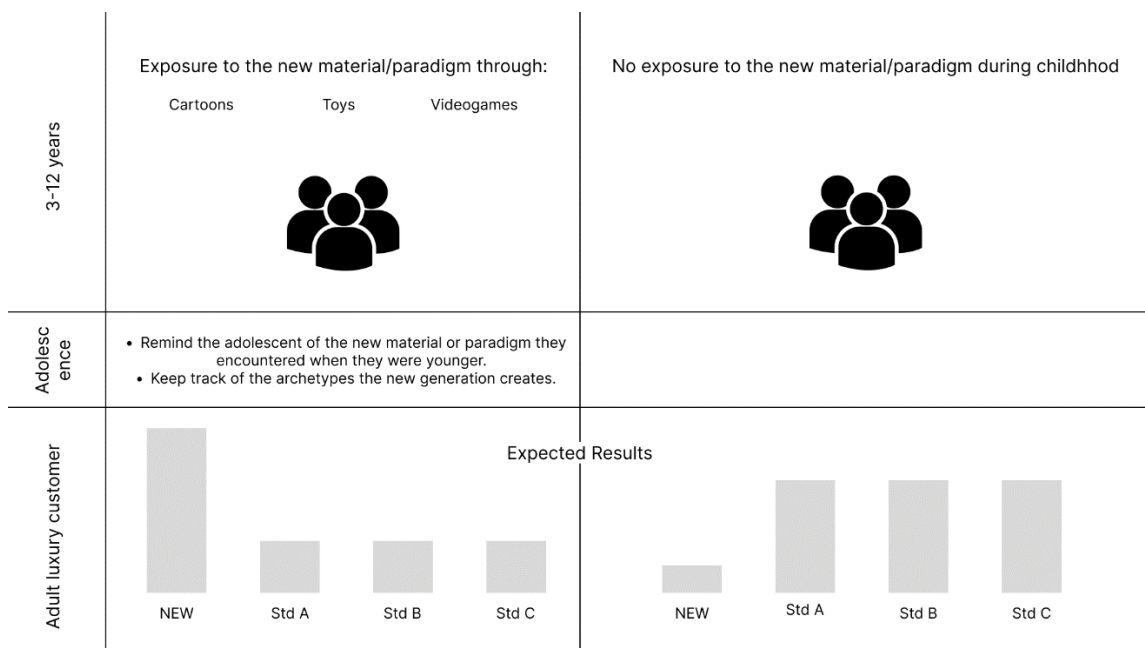 3-12 years
Exposure to the new material/paradigm through:
Cartoons Toys Videogames
No exposure to the new material/paradigm during childhhod
Adolesc
ence
• Remind the adolescent of the new material or paradigm they
encountered when they were younger.
• Keep track of the archetypes the new generation creates.
Adult luxury customer
Expected Results
NEW Std A Std B Std C
NEW Std A Std B Std C